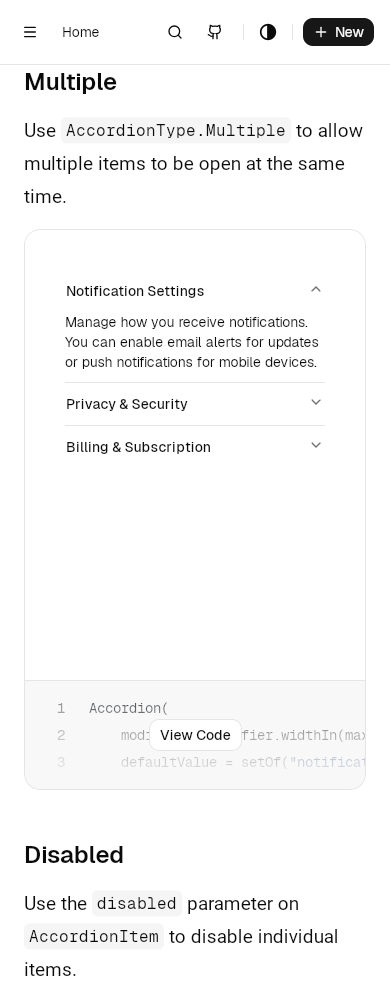 Home
New
Multiple
Use AccordionType.Multiple to allow
multiple items to be open at the same
time.
Notification Settings
Manage how you receive notifications.
You can enable email alerts for updates
or push notifications for mobile devices.
Privacy & Security
Billing & Subscription
1 Accordion(
2 modi fier.widthIn(max
View Code
3 defaultValue = setOf("notificat
Disabled
Use the disabled parameter on
AccordionItem to disable individual
items.